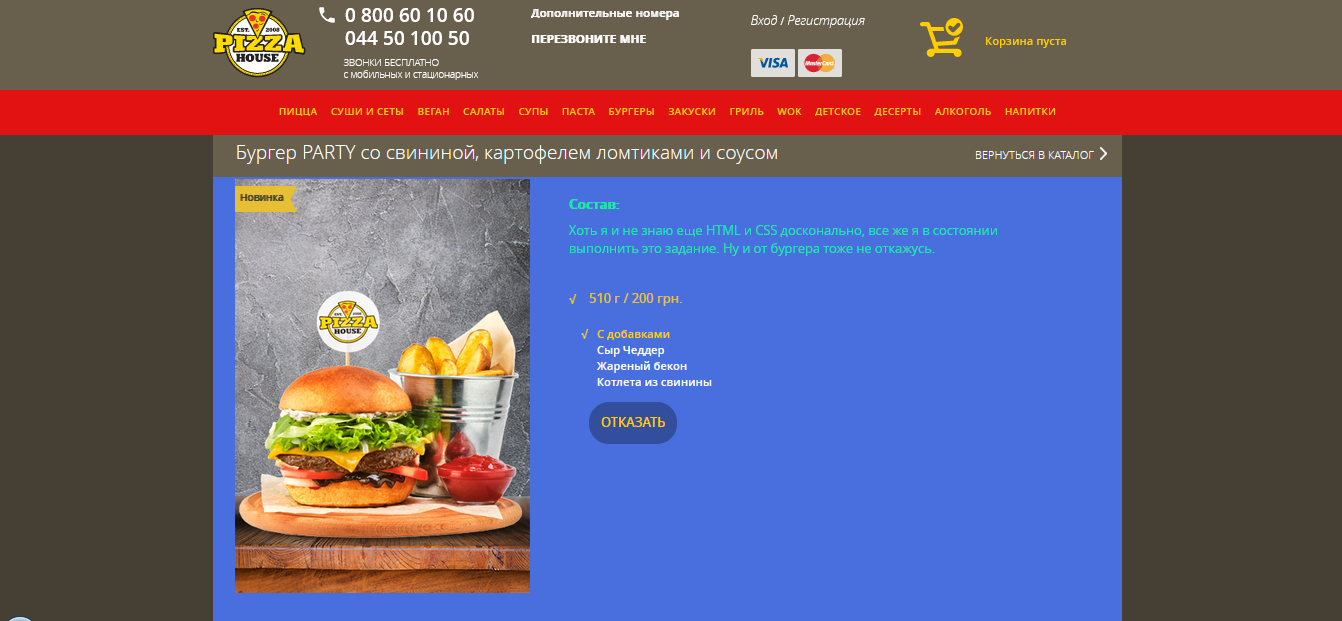 EST. 2008
PIZZA
HOUSE
0 800 60 10 60
044 50 100 50
ЗВОНКИ БЕСПЛАТНО
с мобильных и стационарных
Дополнительные номера
ПЕРЕЗВОНИТЕ МНЕ
Вход / Регистрация
VISA MasterCard
Корзина пуста
ПИЦЦА СУШИ И СЕТЫ ВЕГАН САЛАТЫ СУПЫ ПАСТА БУРГЕРЫ ЗАКУСКИ ГРИЛЬ WOK ДЕТСКОЕ ДЕСЕРТЫ АЛКОГОЛЬ НАПИТКИ
Бургер PARTY со свининой, картофелем ломтиками и соусом
ВЕРНУТЬСЯ В КАТАЛОГ
Новинка
EST. 2008
PIZZA
HOUSE
Состав:
Хоть я и не знаю еще HTML и CSS досконально, все же я в состоянии
выполнить это задание. Ну и от бургера тоже не откажусь.
√ 510 г / 200 грн.
√ С добавками
Сыр Чеддер
Жареный бекон
Котлета из свинины
ОТКАЗАТЬ